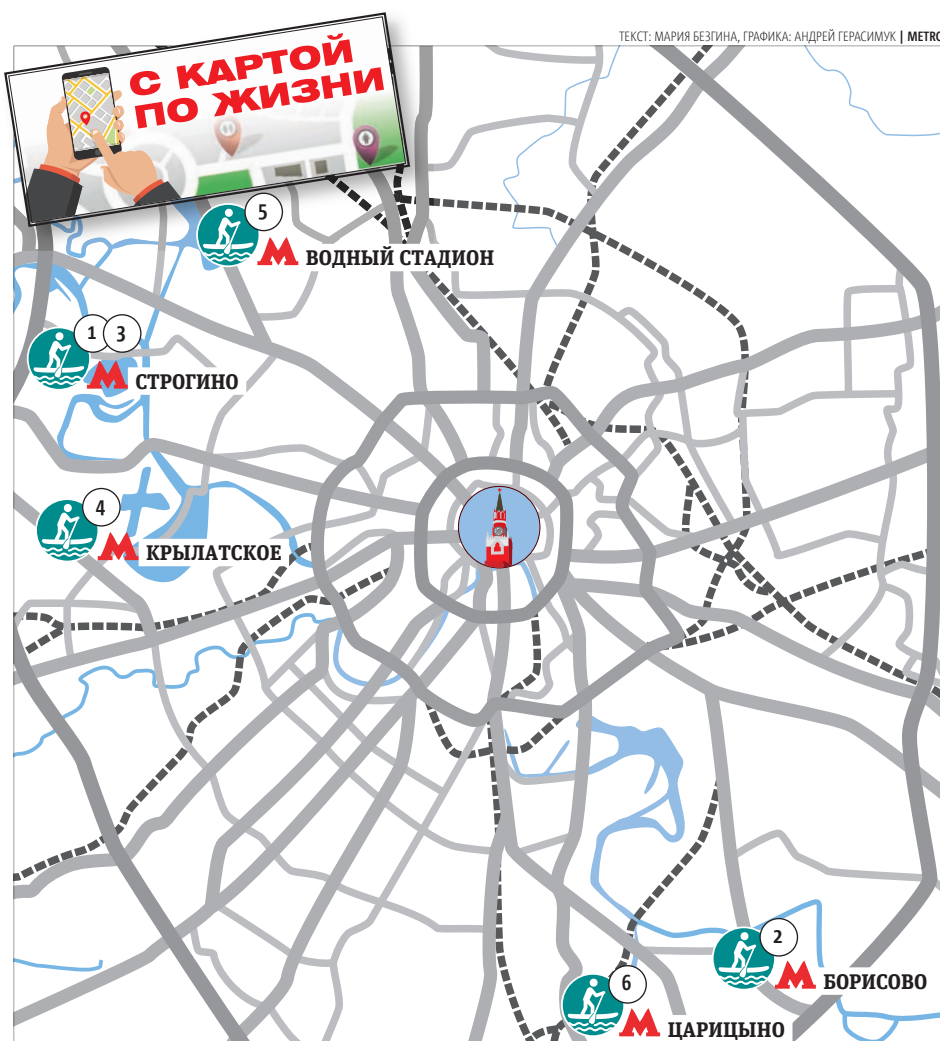 ТЕКСТ: МАРИЯ БЕЗГИНА, ГРАФИКА: АНДРЕЙ ГЕРАСИМУК | METRO
С КАРТОЙ
ПО ЖИЗНИ
5
М ВОДНЫЙ СТАДИОН
1 3
М СТРОГИНО
4
М КРЫЛАТСКОЕ
2
М БОРИСОВО
6
М ЦАРИЦЫНО